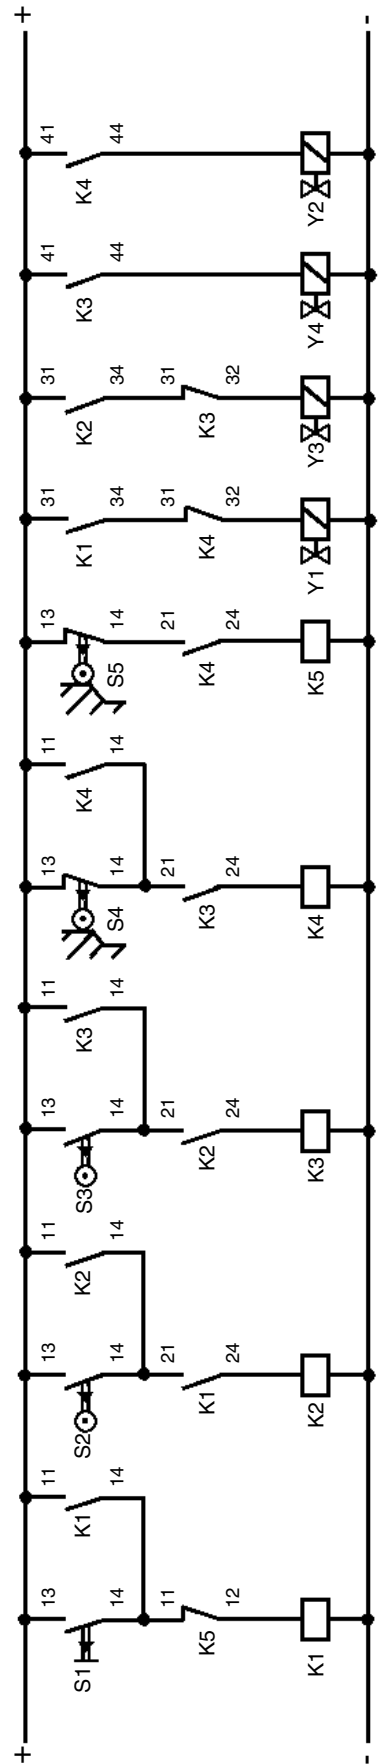 + +
13 11 13 11 13 11 13 11 13 31 31 41 41
S1 K1 S2 K2 S3 K3 S4 K4 S5 K1 K2 K3 K4
14 14 14 14 14 14 14 14 14 34 34 44 44
11 21 21 21 21 31 31
K5 K1 K2 K3 K4 K4 K3
12 24 24 24 24 32 32
K1 K2 K3 K4 K5 Y1 Y3 Y4 Y2
- -